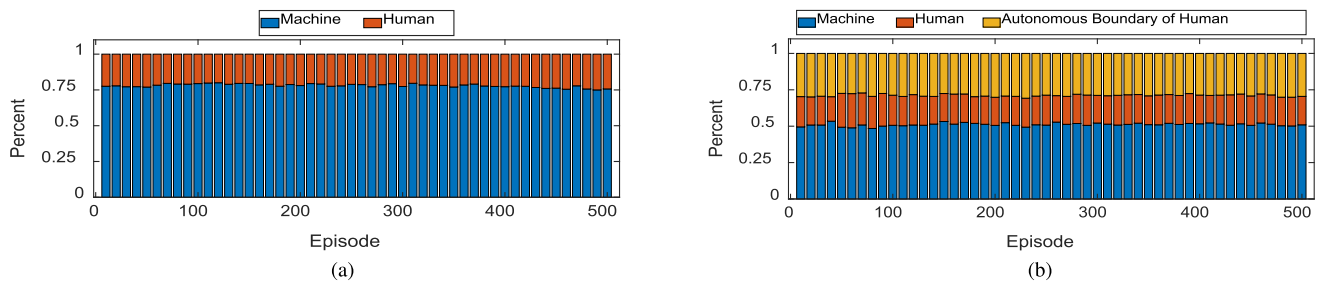 Machine Human
1
0.75
0.5
0.25
0
Percent
0 100 200 300 400 500
Episode
(a)
Machine Human Autonomous Boundary of Human
1
0.75
0.5
0.25
0
Percent
0 100 200 300 400 500
Episode
(b)